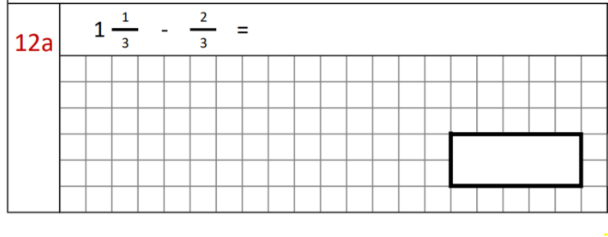 12a
1 1/3 - 2/3 =